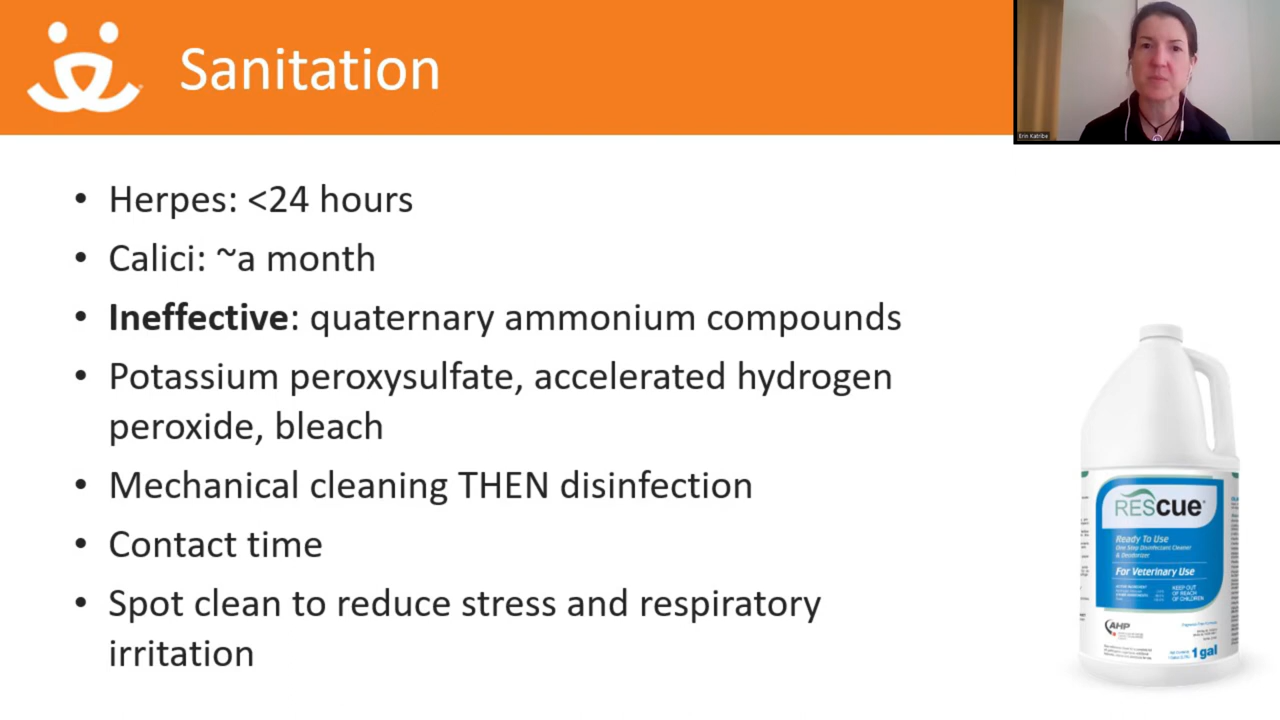 Sanitation
Erin Katribe
• Herpes: <24 hours
• Calici: ~a month
• Ineffective: quaternary ammonium compounds
• Potassium peroxysulfate, accelerated hydrogen
peroxide, bleach
• Mechanical cleaning THEN disinfection
• Contact time
• Spot clean to reduce stress and respiratory
irritation
REScue
Ready To Use
One Step Disinfectant Cleaner
& Deodorizer
For Veterinary Use
KEEP OUT
OF REACH
OF CHILDREN
AHP
1 gal